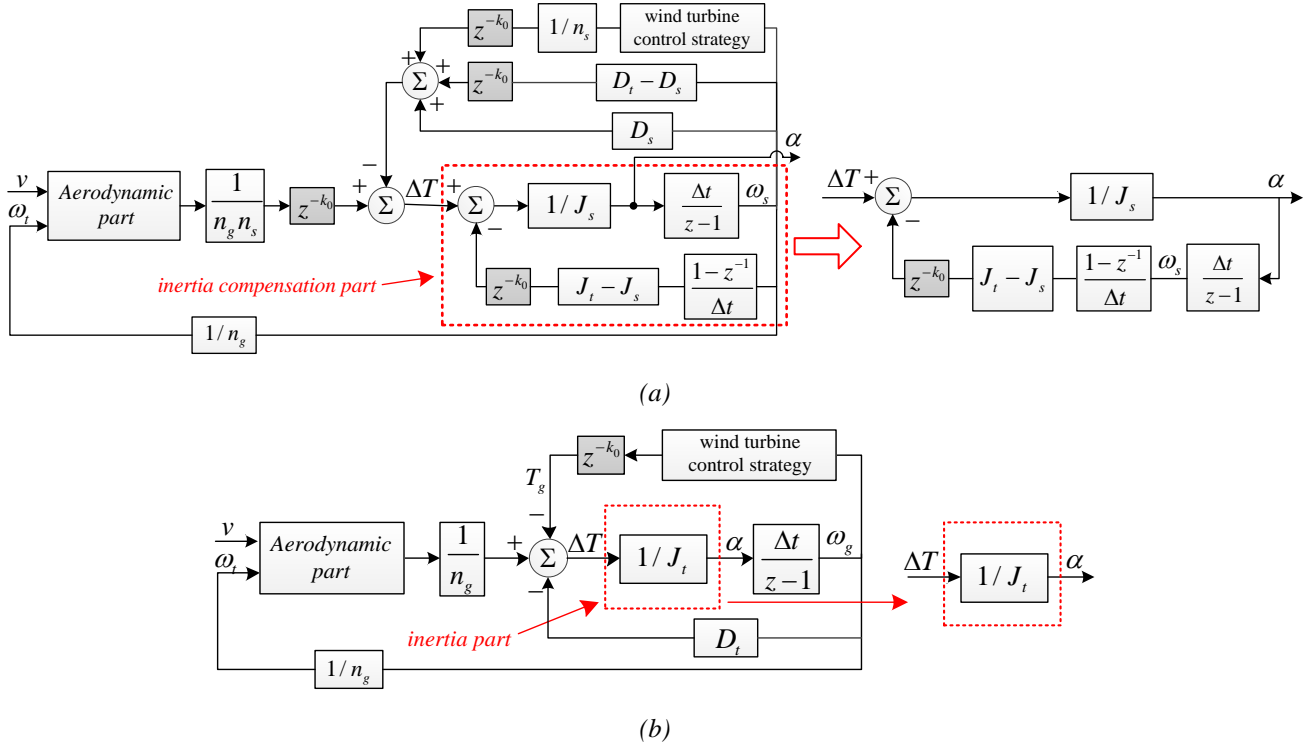 z^{-k_0}
1/n_s
wind turbine
control strategy
+
+
+
Σ
z^{-k_0}
D_t − D_s
D_s
−
v
ω_t
Aerodynamic
part
1
n_g n_s
z^{-k_0}
+
Σ
ΔT
+
Σ
−
1/J_s
α
Δt
z−1
ω_s
z^{-k_0}
J_t − J_s
1−z^{-1}
Δt
inertia compensation part
1/n_g
ΔT
+
Σ
−
1/J_s
α
z^{-k_0}
J_t − J_s
1−z^{-1}
Δt
ω_s
Δt
z−1
(a)
z^{-k_0}
wind turbine
control strategy
T_g
−
v
ω_t
Aerodynamic
part
1
n_g
+
Σ
−
ΔT
1/J_t
α
Δt
z−1
ω_g
inertia part
D_t
1/n_g
ΔT
1/J_t
α
(b)